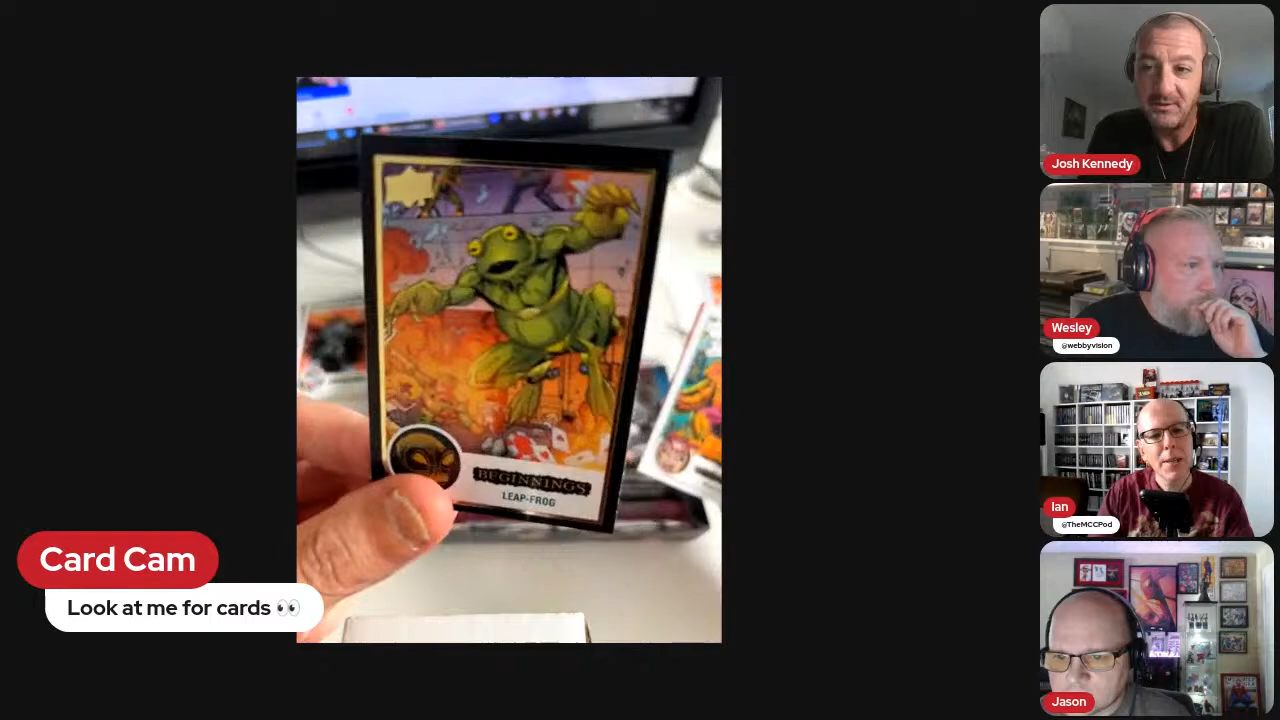 BEGINNINGS
LEAP-FROG
Card Cam
Look at me for cards 👀
Josh Kennedy
Wesley
@webbyvision
Ian
@TheMCCPod
Jason